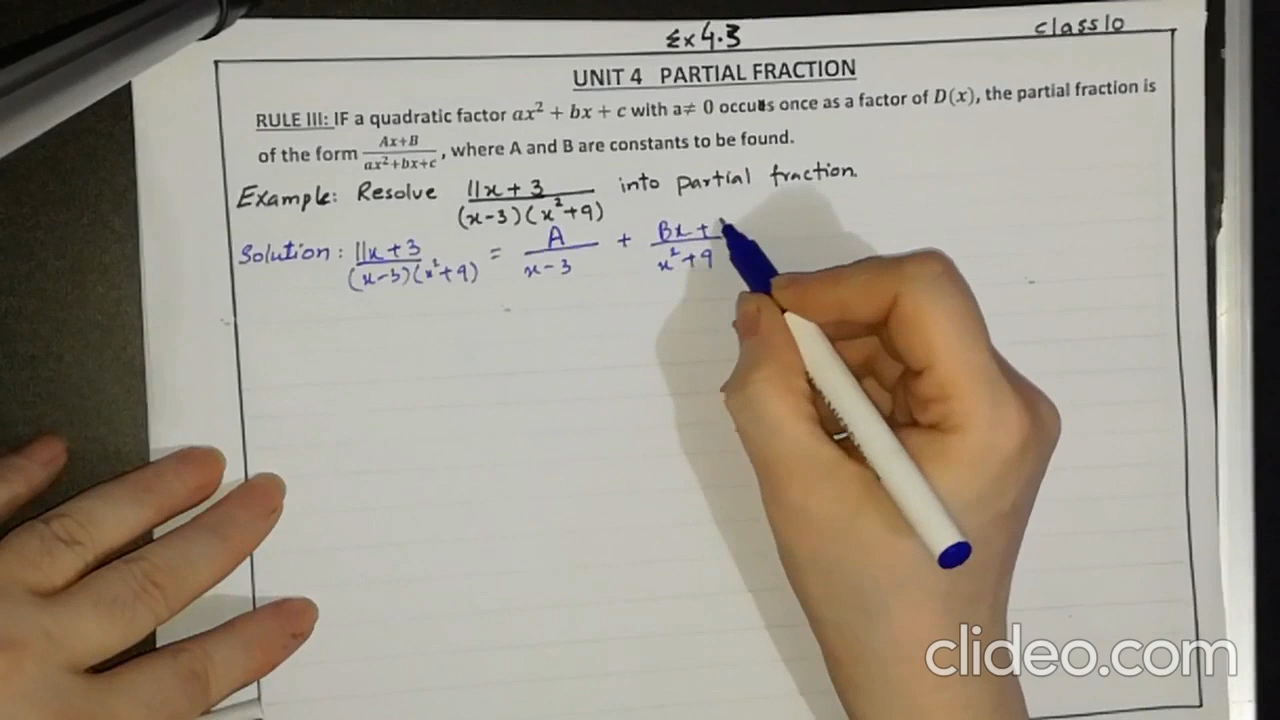 Ex 4.3
class10
UNIT 4 PARTIAL FRACTION
RULE III: IF a quadratic factor ax² + bx + c with a≠ 0 occurs once as a factor of D(x), the partial fraction is
of the form Ax+B / ax²+bx+c , where A and B are constants to be found.
Example: Resolve 11x + 3 / (x-3)(x²+9) into partial fraction.
Solution: 11x + 3 / (x-3)(x²+9) = A / x-3 + Bx + / x²+9
clideo.com